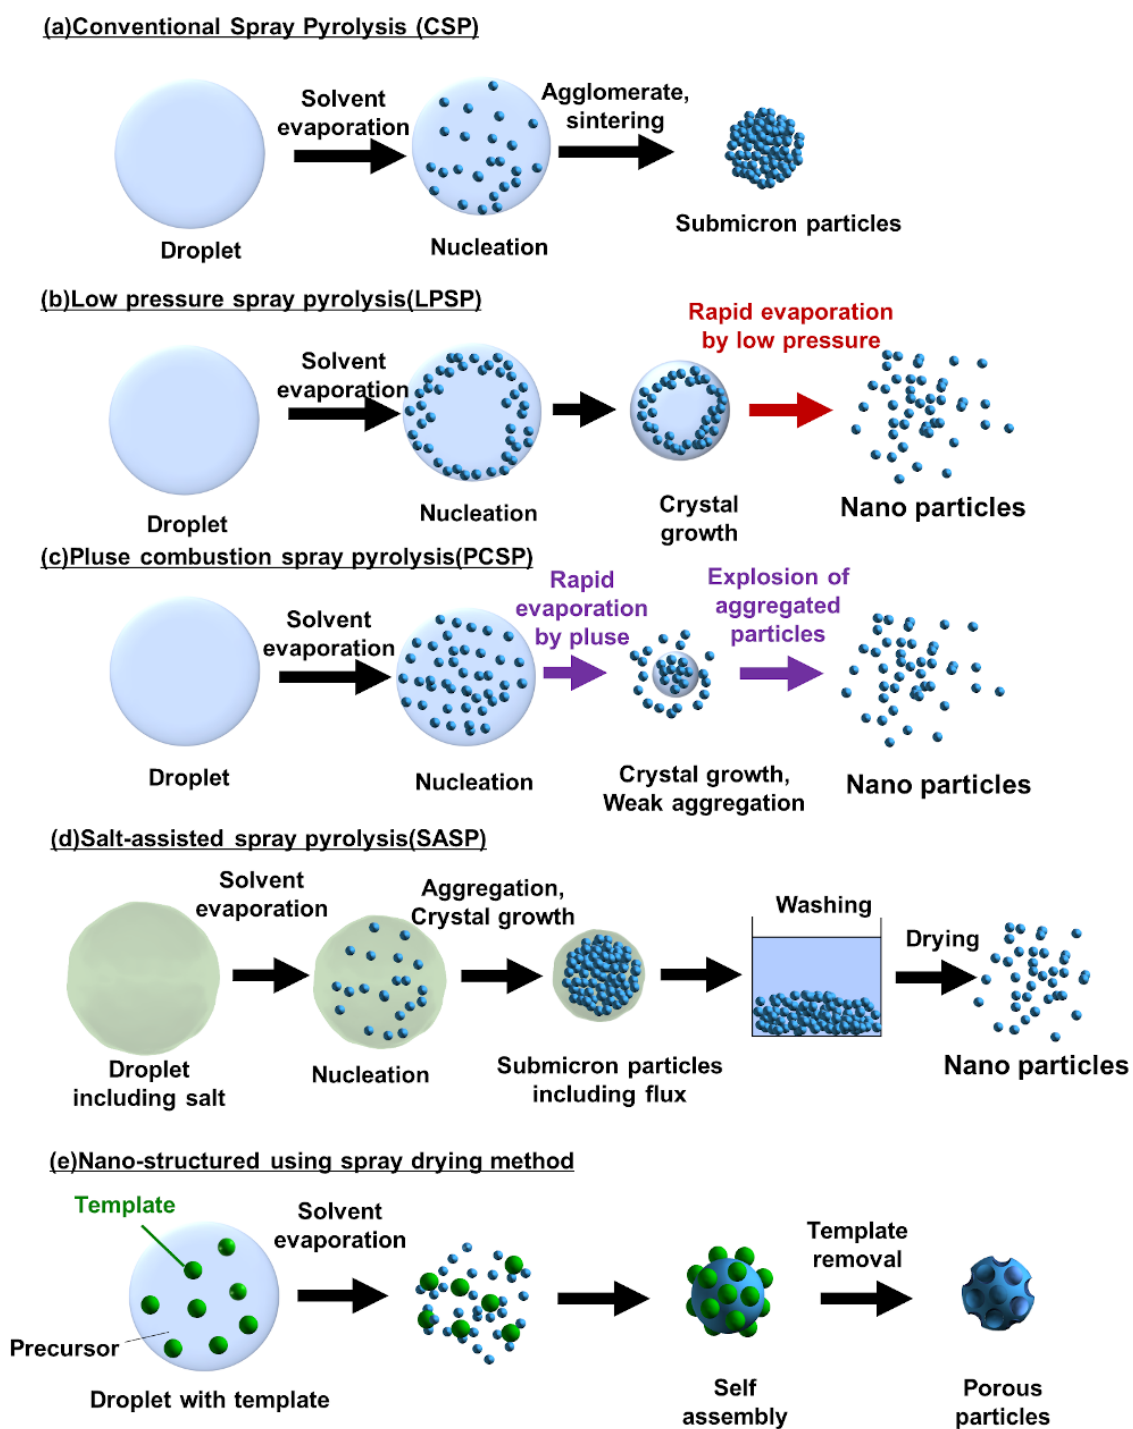 (a)Conventional Spray Pyrolysis (CSP)
Solvent
evaporation
Agglomerate,
sintering
Droplet
Nucleation
Submicron particles
(b)Low pressure spray pyrolysis(LPSP)
Solvent
evaporation
Rapid evaporation
by low pressure
Droplet
Nucleation
Crystal
growth
Nano particles
(c)Pluse combustion spray pyrolysis(PCSP)
Solvent
evaporation
Rapid
evaporation
by pluse
Explosion of
aggregated
particles
Droplet
Nucleation
Crystal growth,
Weak aggregation
Nano particles
(d)Salt-assisted spray pyrolysis(SASP)
Solvent
evaporation
Aggregation,
Crystal growth
Washing
Drying
Droplet
including salt
Nucleation
Submicron particles
including flux
Nano particles
(e)Nano-structured using spray drying method
Template
Solvent
evaporation
Template
removal
Precursor
Droplet with template
Self
assembly
Porous
particles